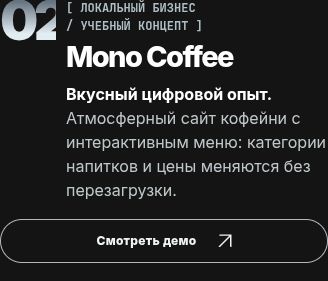 02
[ ЛОКАЛЬНЫЙ БИЗНЕС
/ УЧЕБНЫЙ КОНЦЕПТ ]
Mono Coffee
Вкусный цифровой опыт.
Атмосферный сайт кофейни с
интерактивным меню: категории
напитков и цены меняются без
перезагрузки.
Смотреть демо